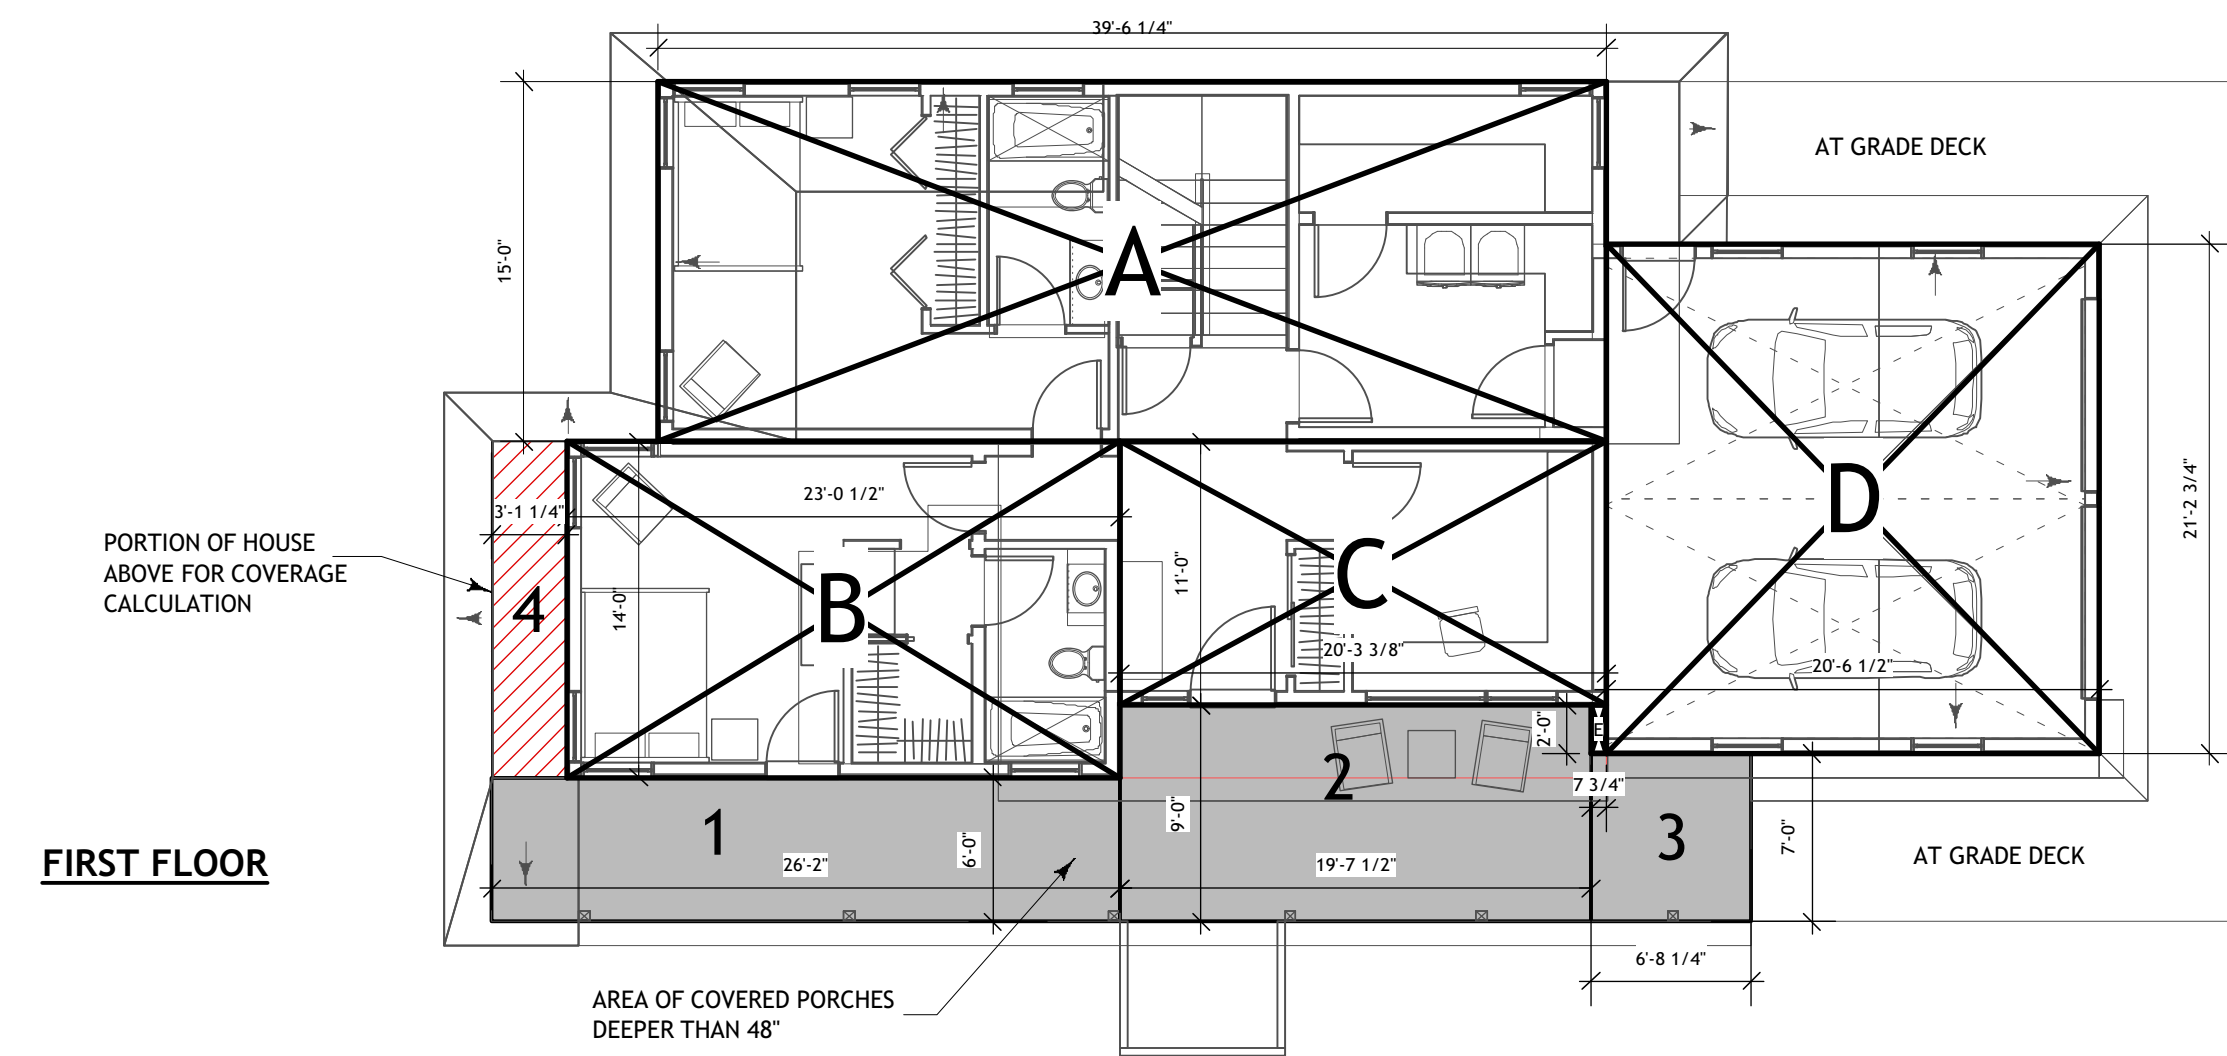 39'-6 1/4"
AT GRADE DECK
15'-0"
A
23'-0 1/2"
3'-1 1/4"
21'-2 3/4"
D
PORTION OF HOUSE
ABOVE FOR COVERAGE
CALCULATION
4
14'-0"
B
11'-0"
C
20'-3 3/8"
20'-6 1/2"
2'-0"
E
2
7 3/4"
1
9'-0"
3
7'-0"
6'-0"
FIRST FLOOR
26'-2"
19'-7 1/2"
AT GRADE DECK
6'-8 1/4"
AREA OF COVERED PORCHES
DEEPER THAN 48"